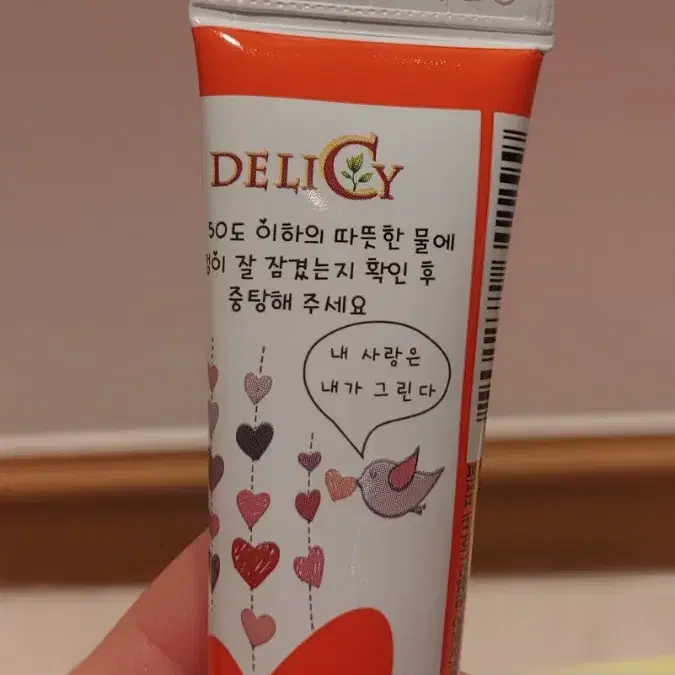 DELICY
50도 이하의 따뜻한 물에
잘 잠겼는지 확인 후
중탕해 주세요
내 사랑은
내가 그린다